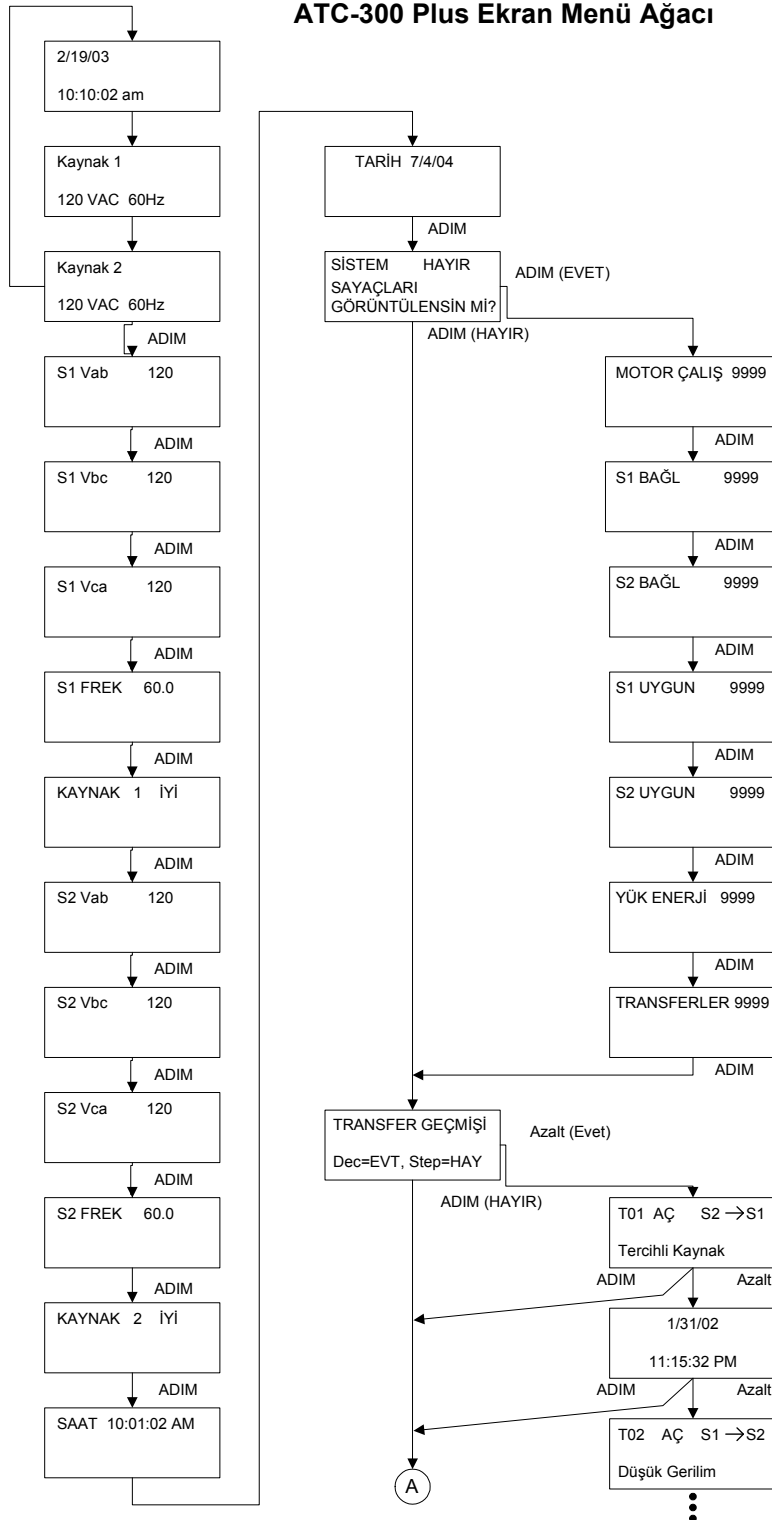 ATC-300 Plus Ekran Menü Ağacı
2/19/03
10:10:02 am
Kaynak 1
120 VAC 60Hz
Kaynak 2
120 VAC 60Hz
ADIM
S1 Vab 120
ADIM
S1 Vbc 120
ADIM
S1 Vca 120
ADIM
S1 FREK 60.0
ADIM
KAYNAK 1 İYİ
ADIM
S2 Vab 120
ADIM
S2 Vbc 120
ADIM
S2 Vca 120
ADIM
S2 FREK 60.0
ADIM
KAYNAK 2 İYİ
ADIM
SAAT 10:01:02 AM
TARİH 7/4/04
ADIM
SİSTEM HAYIR
SAYAÇLARI
GÖRÜNTÜLENSİN Mİ?
ADIM (EVET)
ADIM (HAYIR)
MOTOR ÇALIŞ 9999
ADIM
S1 BAĞL 9999
ADIM
S2 BAĞL 9999
ADIM
S1 UYGUN 9999
ADIM
S2 UYGUN 9999
ADIM
YÜK ENERJİ 9999
ADIM
TRANSFERLER 9999
ADIM
TRANSFER GEÇMİŞİ
Dec=EVT, Step=HAY
Azalt (Evet)
ADIM (HAYIR)
T01 AÇ S2 →S1
Tercihli Kaynak
ADIM Azalt
1/31/02
11:15:32 PM
ADIM Azalt
T02 AÇ S1 →S2
Düşük Gerilim
A